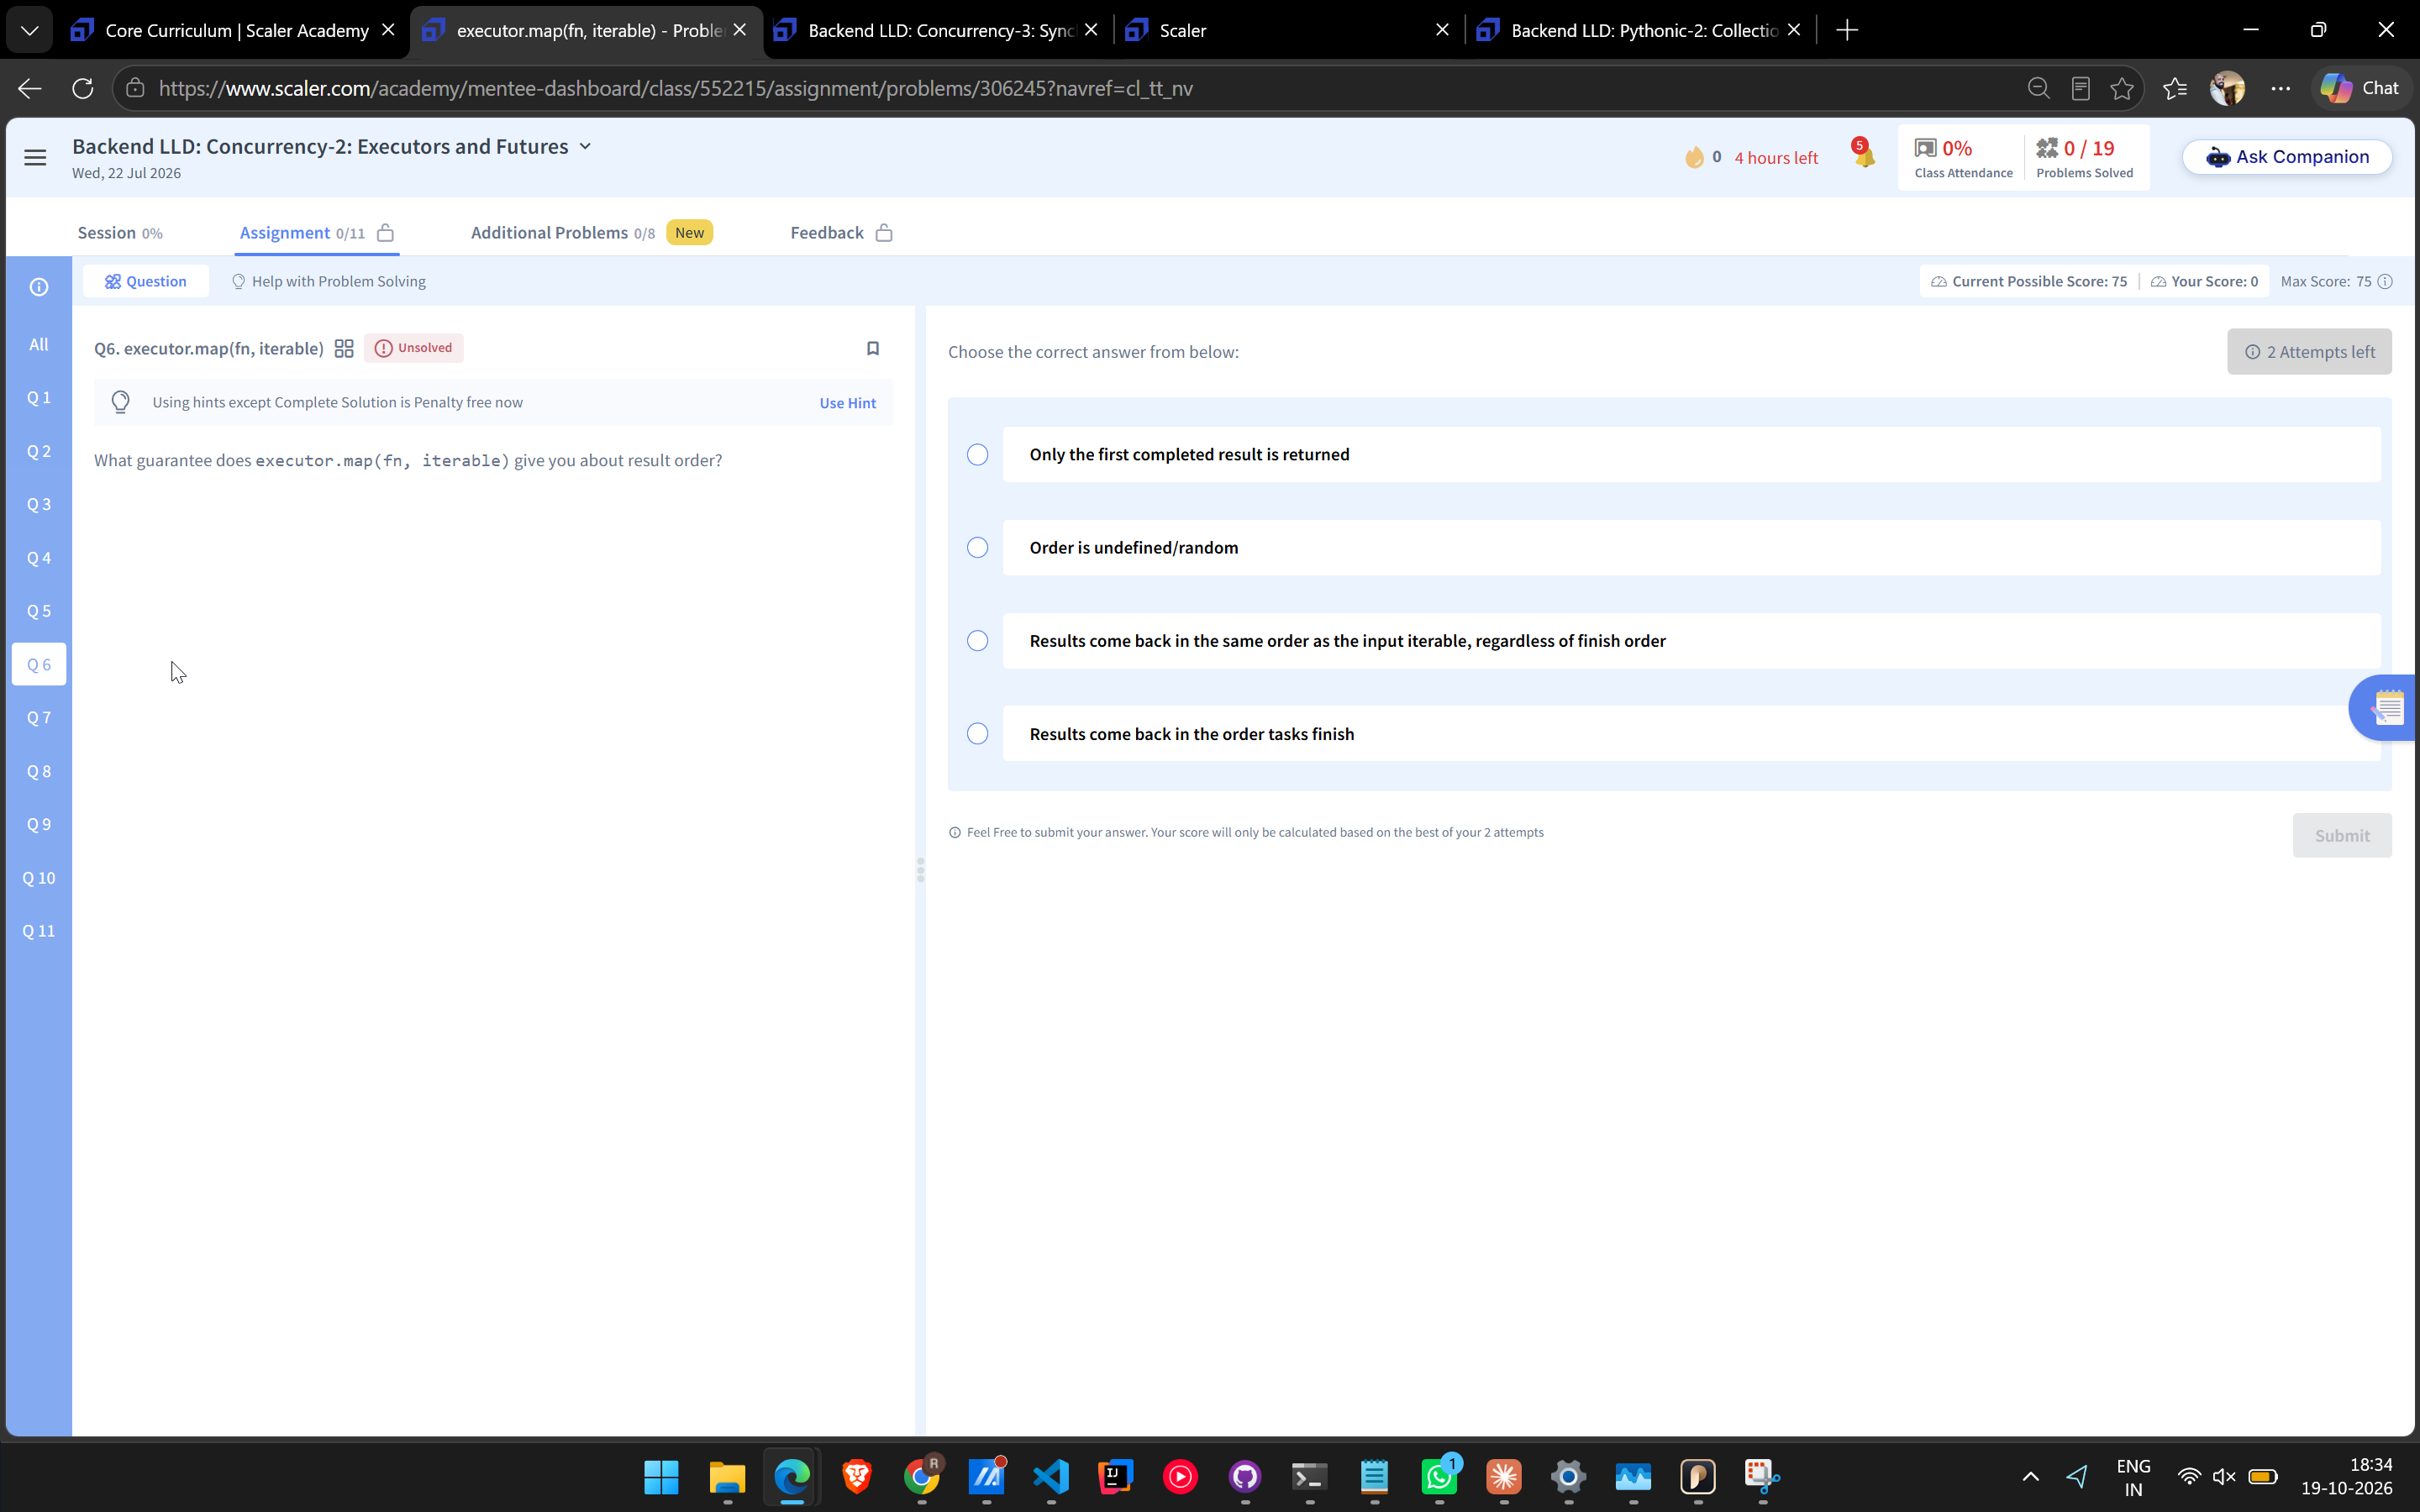 Core Curriculum | Scaler Academy
executor.map(fn, iterable) - Proble
Backend LLD: Concurrency-3: Sync
Scaler
Backend LLD: Pythonic-2: Collectio
https://www.scaler.com/academy/mentee-dashboard/class/552215/assignment/problems/306245?navref=cl_tt_nv
Chat
Backend LLD: Concurrency-2: Executors and Futures
Wed, 22 Jul 2026
0 4 hours left
5
0%
Class Attendance
0 / 19
Problems Solved
Ask Companion
Session 0%
Assignment 0/11
Additional Problems 0/8 New
Feedback
Question
Help with Problem Solving
Current Possible Score: 75
Your Score: 0
Max Score: 75
All
Q 1
Q 2
Q 3
Q 4
Q 5
Q 6
Q 7
Q 8
Q 9
Q 10
Q 11
Q6. executor.map(fn, iterable)
Unsolved
Using hints except Complete Solution is Penalty free now
Use Hint
What guarantee does executor.map(fn, iterable) give you about result order?
Choose the correct answer from below:
2 Attempts left
Only the first completed result is returned
Order is undefined/random
Results come back in the same order as the input iterable, regardless of finish order
Results come back in the order tasks finish
Feel Free to submit your answer. Your score will only be calculated based on the best of your 2 attempts
Submit
R
IJ
1
ENG
IN
18:34
19-10-2026